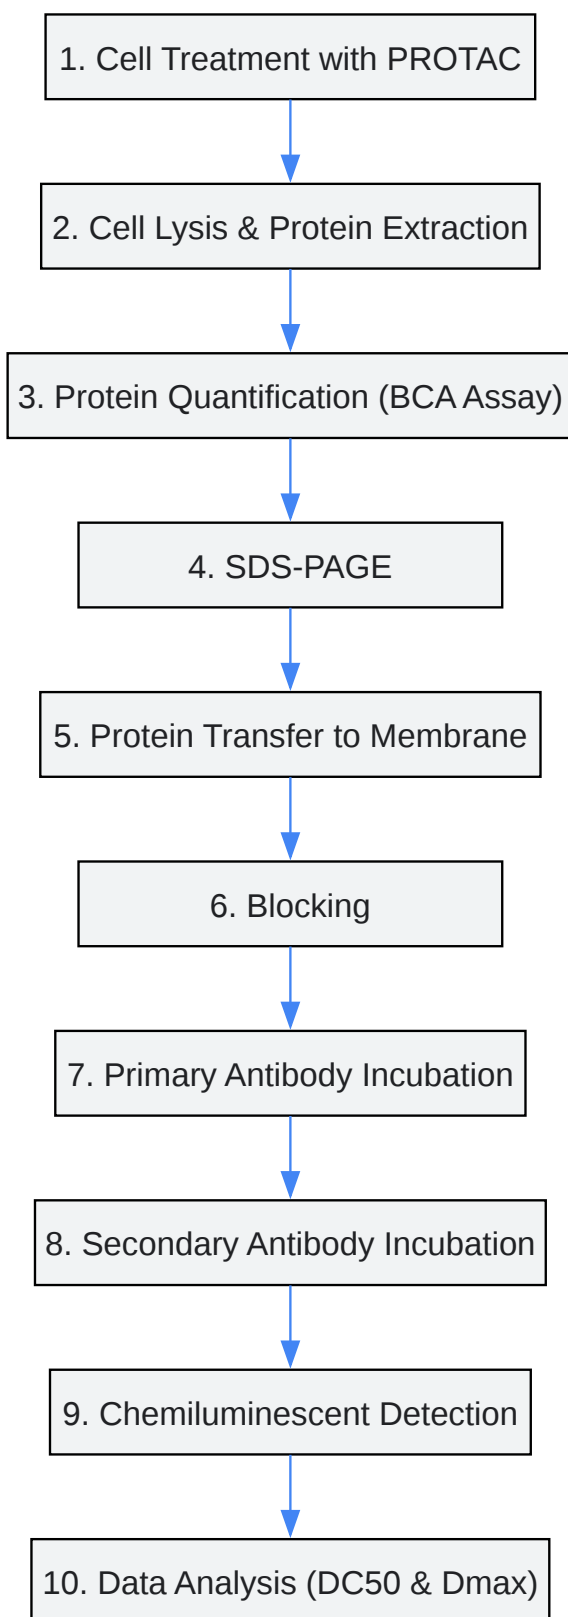 1. Cell Treatment with PROTAC
2. Cell Lysis & Protein Extraction
3. Protein Quantification (BCA Assay)
4. SDS-PAGE
5. Protein Transfer to Membrane
6. Blocking
7. Primary Antibody Incubation
8. Secondary Antibody Incubation
9. Chemiluminescent Detection
10. Data Analysis (DC50 & Dmax)